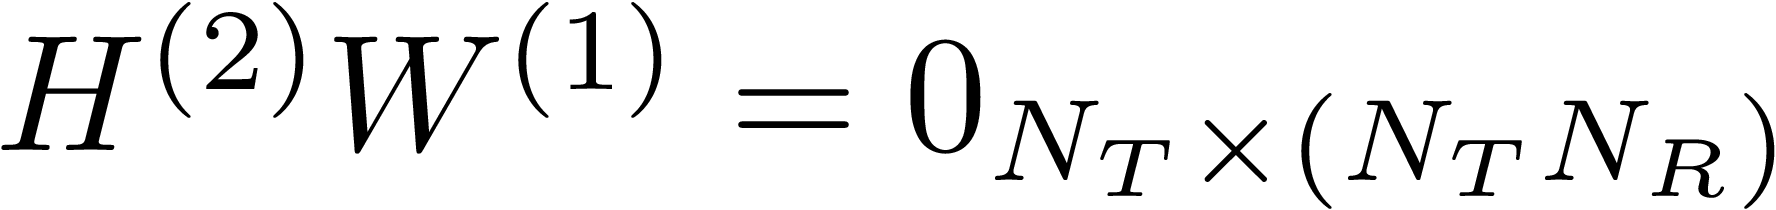 $H^{(2)}W^{(1)} = 0_{N_T \times (N_T N_R)}$